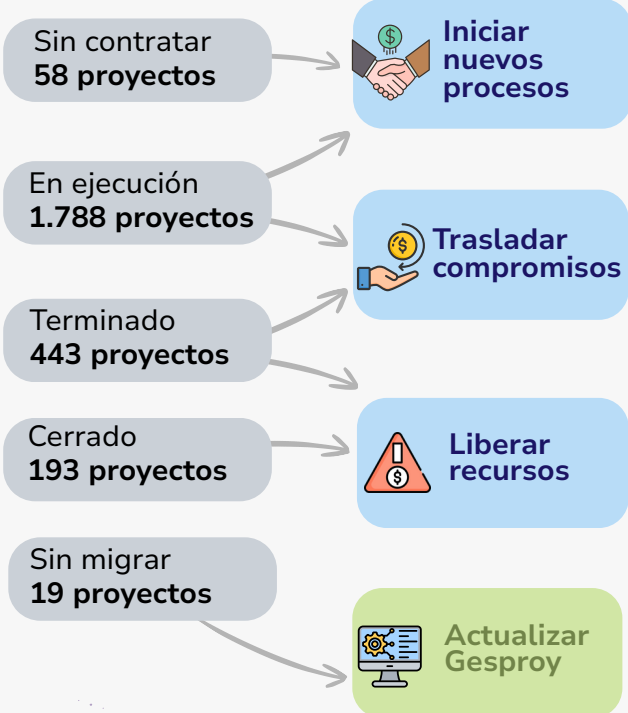 Sin contratar
58 proyectos
Iniciar
nuevos
procesos
En ejecución
1.788 proyectos
Trasladar
compromisos
Terminado
443 proyectos
Cerrado
193 proyectos
Liberar
recursos
Sin migrar
19 proyectos
Actualizar
Gesproy